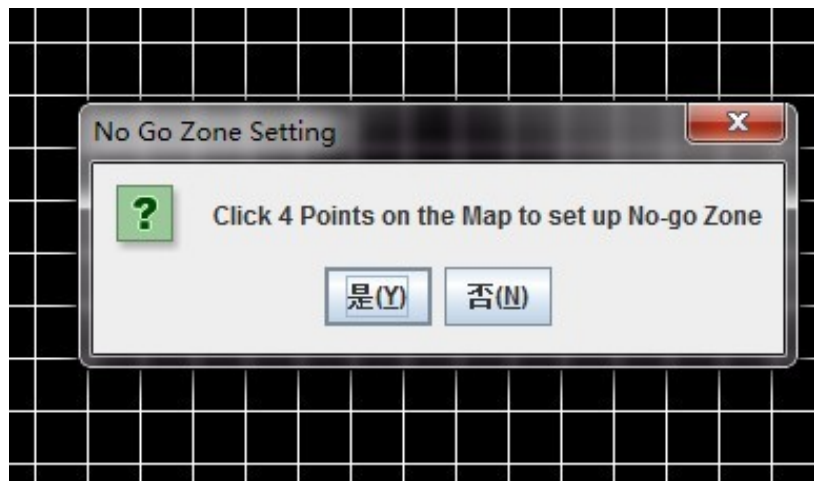 No Go Zone Setting
Click 4 Points on the Map to set up No-go Zone
是(Y) 否(N)